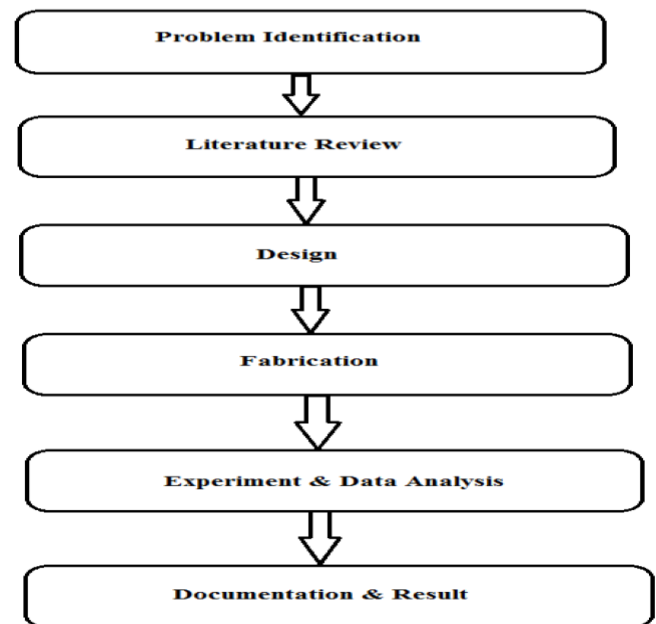 Problem Identification
Literature Review
Design
Fabrication
Experiment & Data Analysis
Documentation & Result